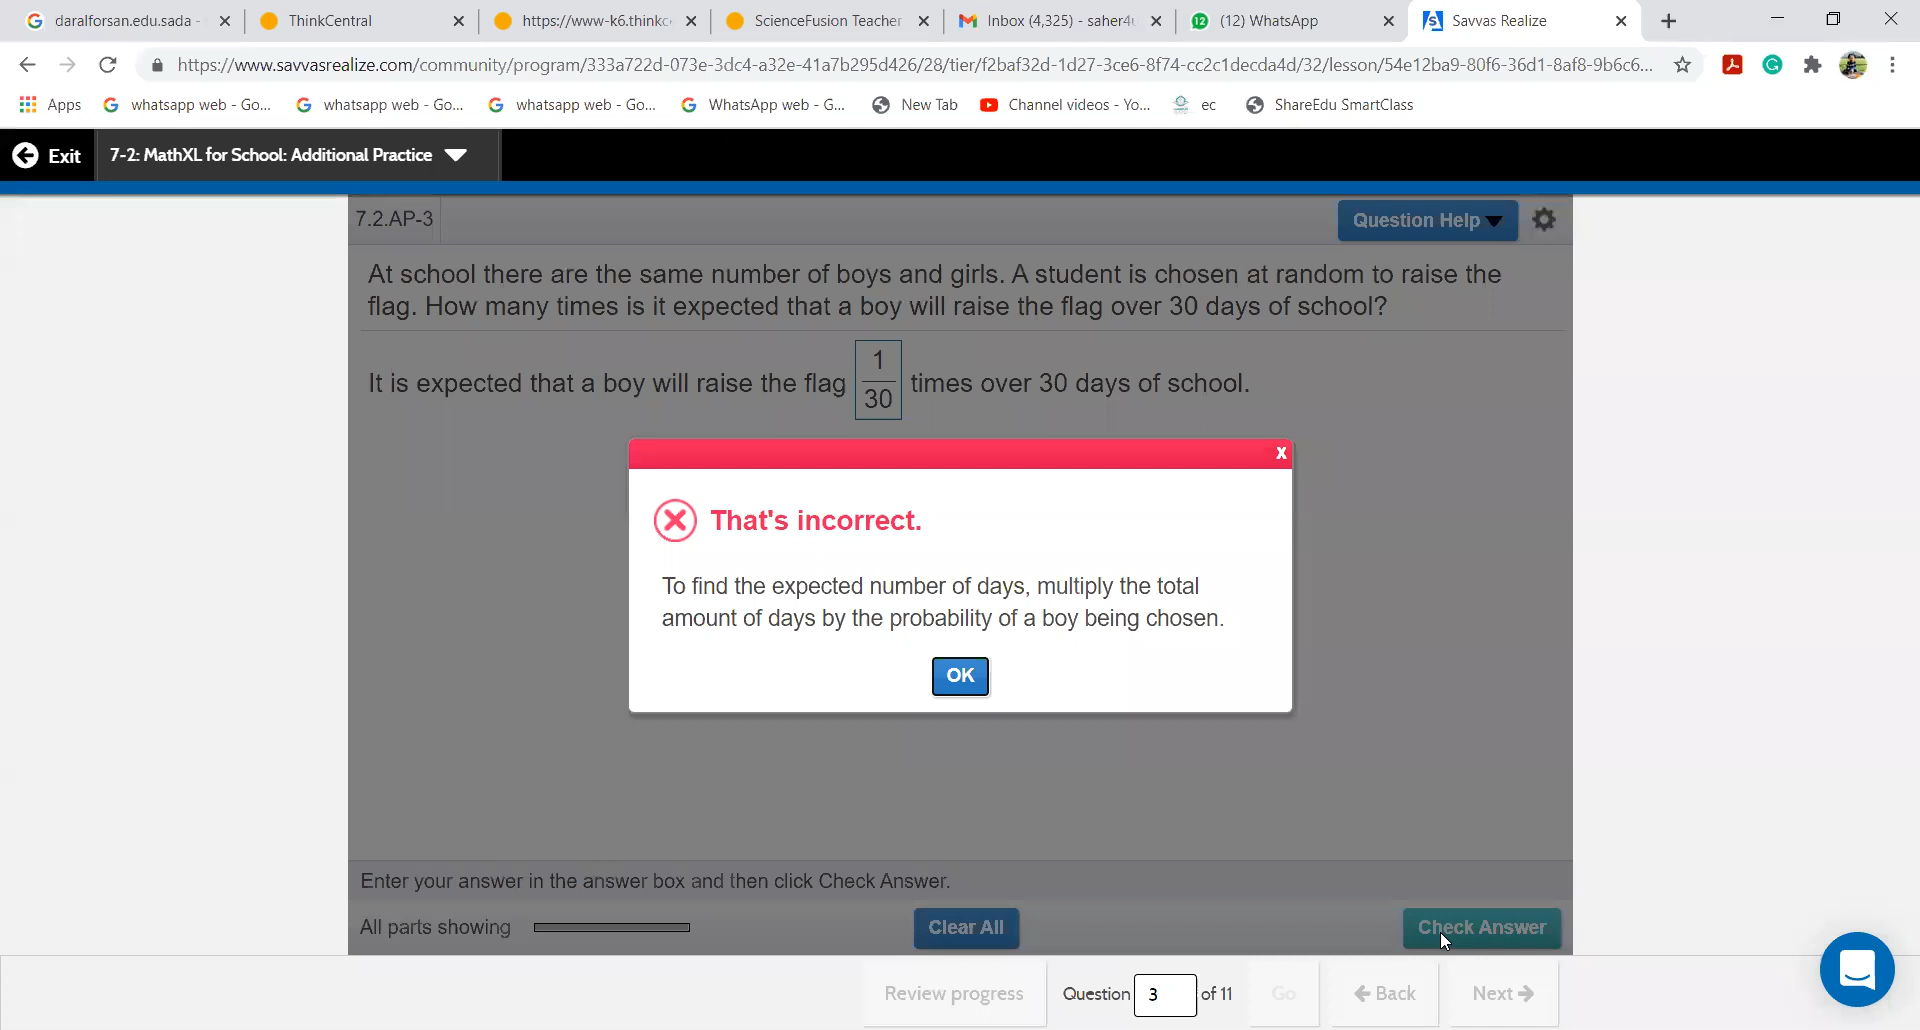 daralforsan.edu.sada -
ThinkCentral
https://www-k6.thinkc
ScienceFusion Teacher
Inbox (4,325) - saher4
(12) WhatsApp
Savvas Realize
https://www.savvasrealize.com/community/program/333a722d-073e-3dc4-a32e-41a7b295d426/28/tier/f2baf32d-1d27-3ce6-8f74-cc2c1decda4d/32/lesson/54e12ba9-80f6-36d1-8af8-9b6c6...
Apps
whatsapp web - Go...
whatsapp web - Go...
whatsapp web - Go...
WhatsApp web - G...
New Tab
Channel videos - Yo...
ec
ShareEdu SmartClass
Exit
7-2: MathXL for School: Additional Practice
7.2.AP-3
Question Help
At school there are the same number of boys and girls. A student is chosen at random to raise the
flag. How many times is it expected that a boy will raise the flag over 30 days of school?
It is expected that a boy will raise the flag 1/30 times over 30 days of school.
x
That's incorrect.
To find the expected number of days, multiply the total
amount of days by the probability of a boy being chosen.
OK
Enter your answer in the answer box and then click Check Answer.
All parts showing
Clear All
Check Answer
Review progress
Question 3 of 11
Go
Back
Next